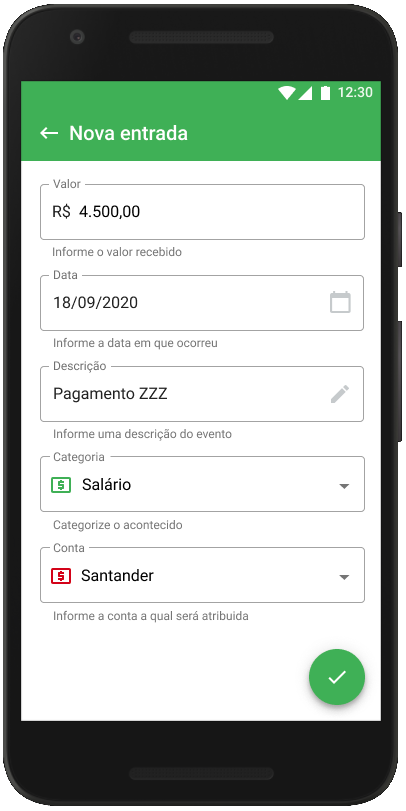 12:30
Nova entrada
Valor
R$ 4.500,00
Informe o valor recebido
Data
18/09/2020
Informe a data em que ocorreu
Descrição
Pagamento ZZZ
Informe uma descrição do evento
Categoria
$ Salário
Categorize o acontecido
Conta
$ Santander
Informe a conta a qual será atribuida